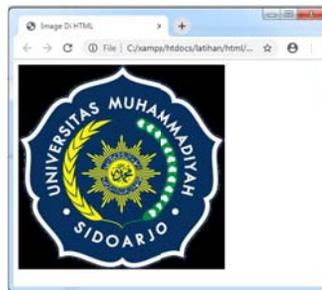 Image Di HTML
File | C:/xampp/htdocs/latihan/html/...
UNIVERSITAS MUHAMMADIYAH
SIDOARJO